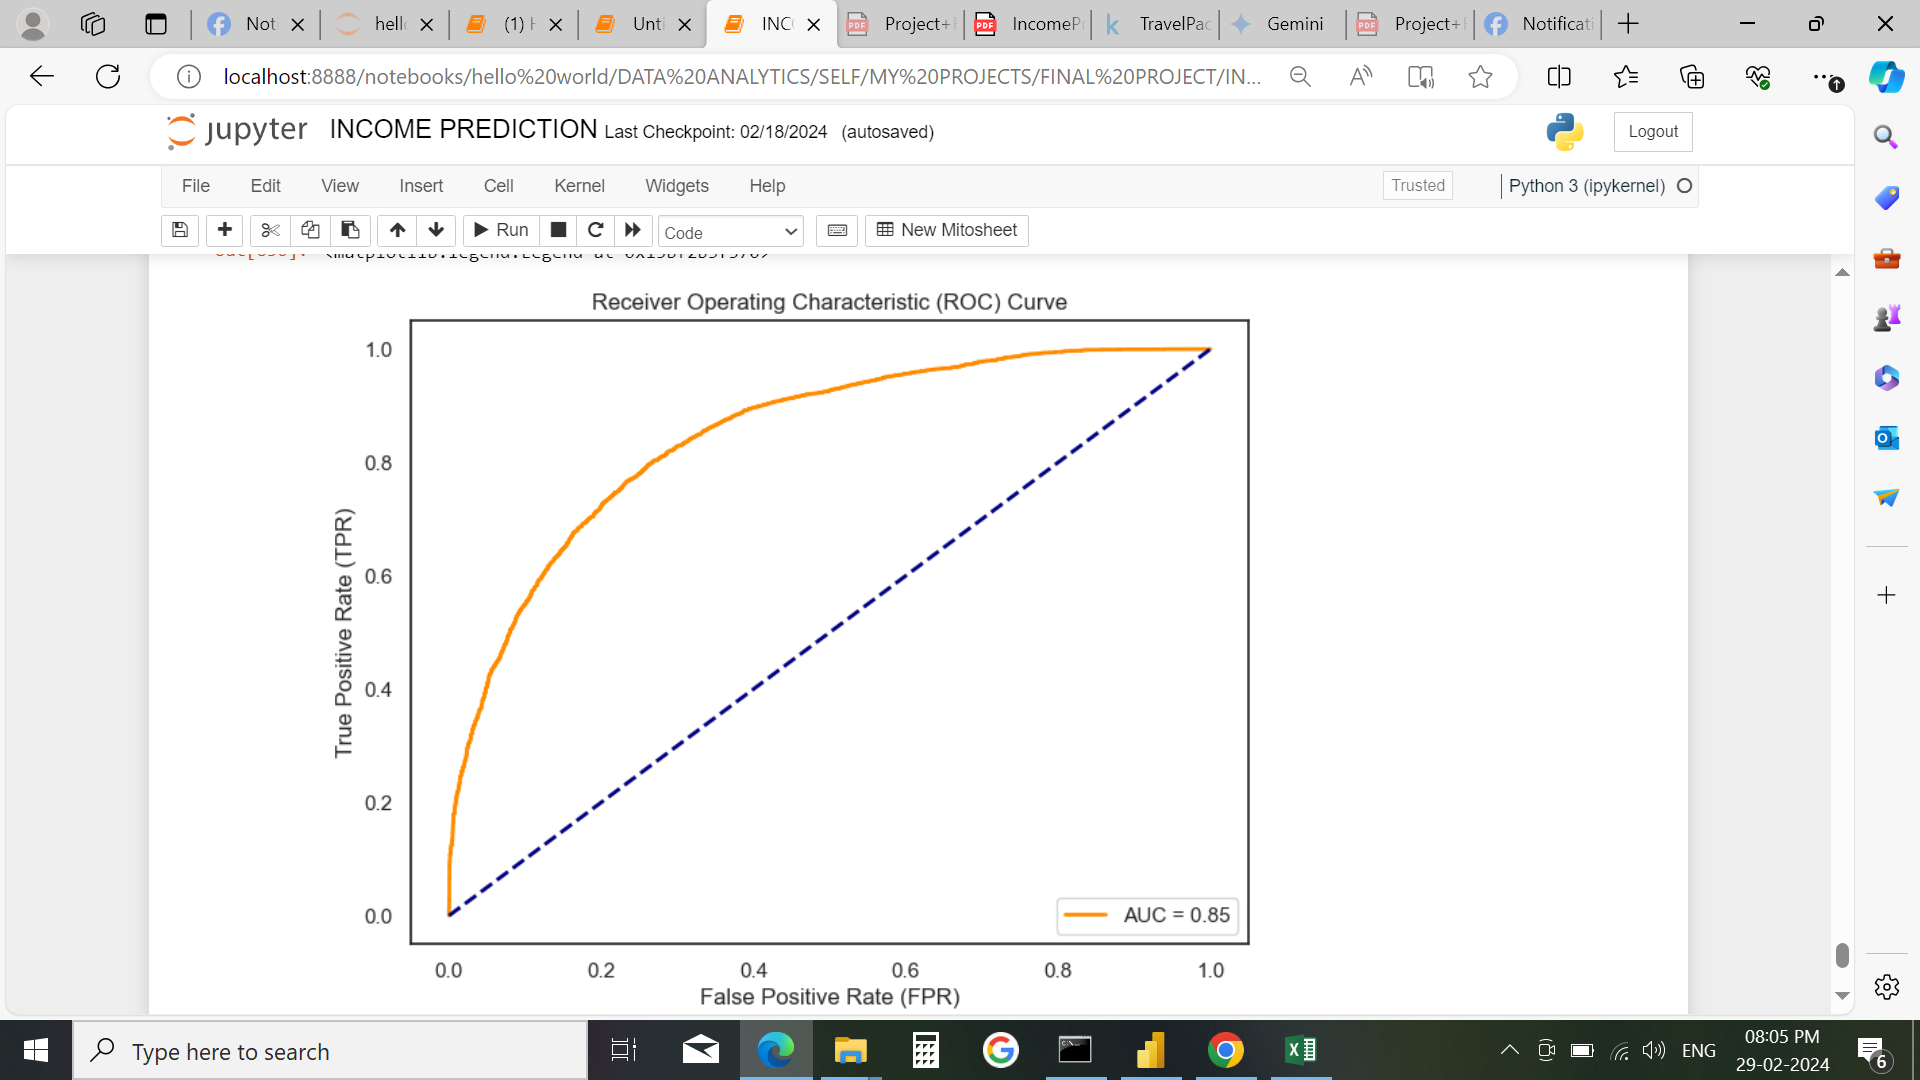 Not
hell
(1) H
Unti
INCO
Project+P
IncomePr
TravelPac
Gemini
Project+P
Notificati
localhost:8888/notebooks/hello%20world/DATA%20ANALYTICS/SELF/MY%20PROJECTS/FINAL%20PROJECT/IN...
jupyter INCOME PREDICTION Last Checkpoint: 02/18/2024 (autosaved)
Logout
File Edit View Insert Cell Kernel Widgets Help
Trusted
Python 3 (ipykernel)
Run
Code
New Mitosheet
Receiver Operating Characteristic (ROC) Curve
1.0
0.8
0.6
0.4
0.2
0.0
True Positive Rate (TPR)
AUC = 0.85
0.0 0.2 0.4 0.6 0.8 1.0
False Positive Rate (FPR)
Type here to search
ENG
08:05 PM
29-02-2024
6